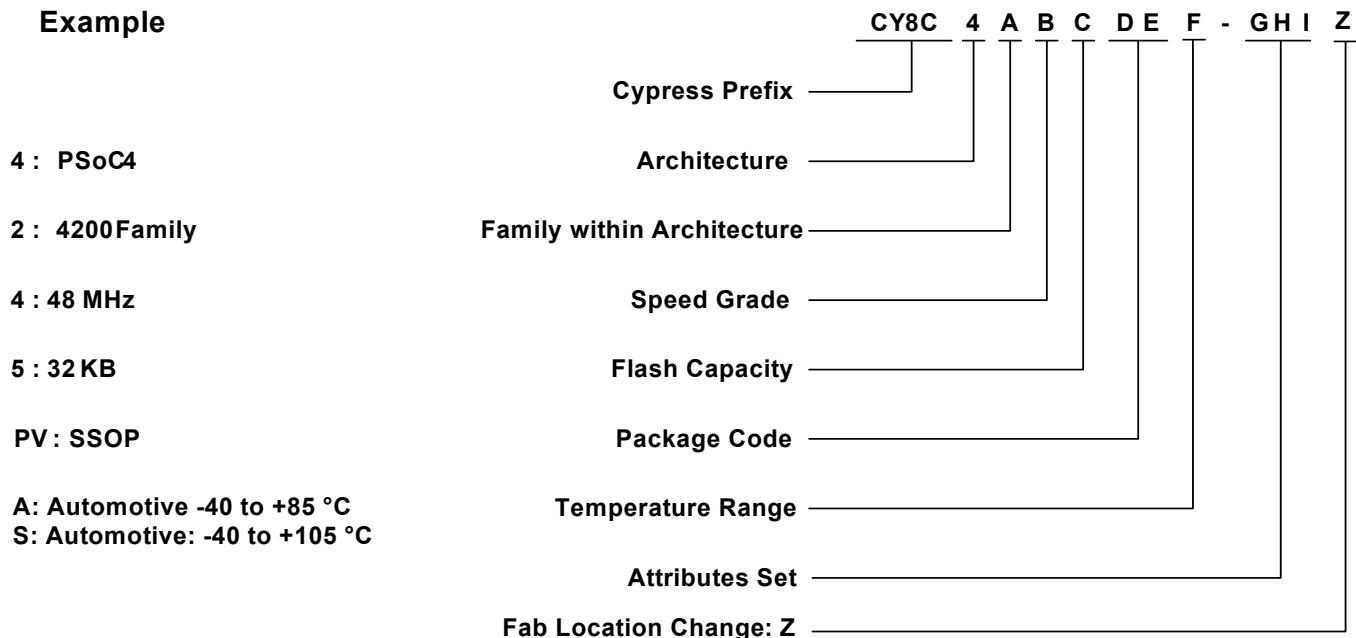 Example CY8C 4 A B C D E F - G H I Z
Cypress Prefix
4 : PSoC4 Architecture
2 : 4200Family Family within Architecture
4 : 48 MHz Speed Grade
5 : 32 KB Flash Capacity
PV : SSOP Package Code
A: Automotive -40 to +85 °C Temperature Range
S: Automotive: -40 to +105 °C
Attributes Set
Fab Location Change: Z